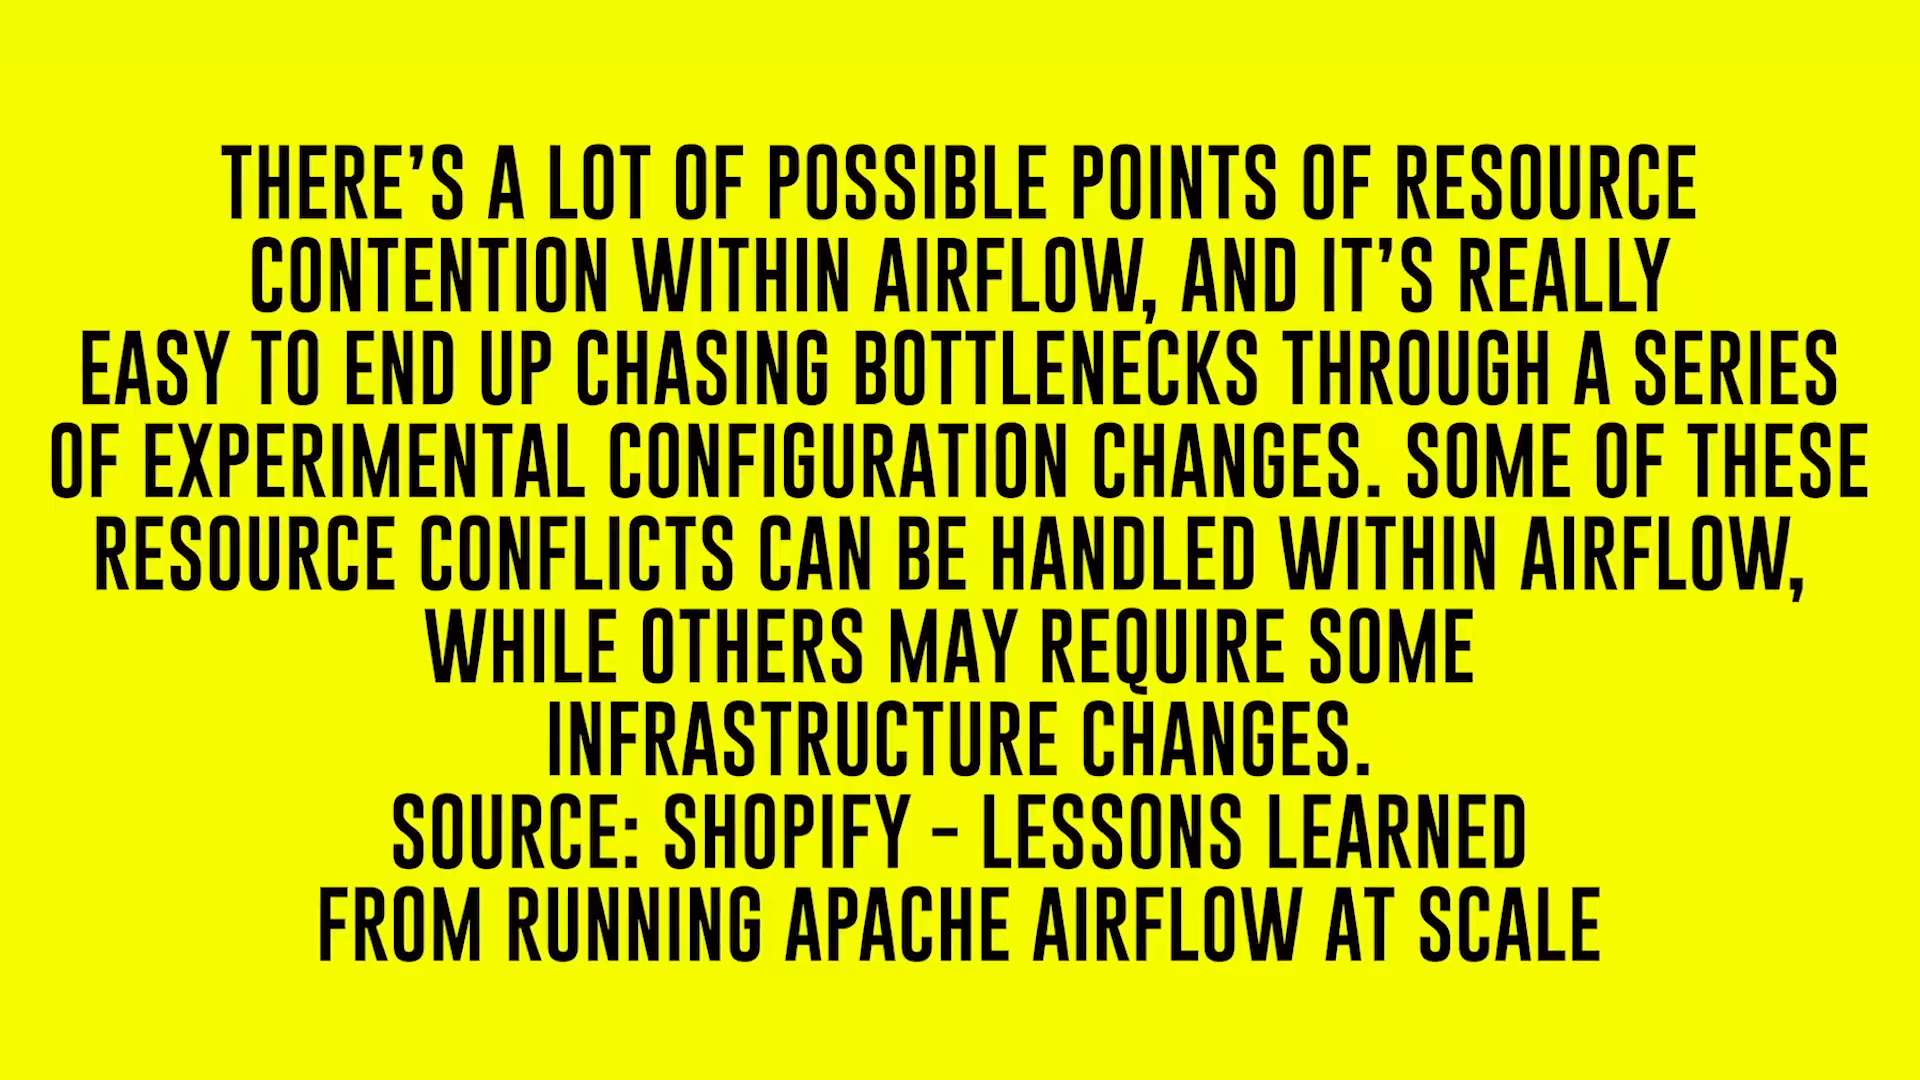 THERE’S A LOT OF POSSIBLE POINTS OF RESOURCE
CONTENTION WITHIN AIRFLOW, AND IT’S REALLY
EASY TO END UP CHASING BOTTLENECKS THROUGH A SERIES
OF EXPERIMENTAL CONFIGURATION CHANGES. SOME OF THESE
RESOURCE CONFLICTS CAN BE HANDLED WITHIN AIRFLOW,
WHILE OTHERS MAY REQUIRE SOME
INFRASTRUCTURE CHANGES.
SOURCE: SHOPIFY – LESSONS LEARNED
FROM RUNNING APACHE AIRFLOW AT SCALE